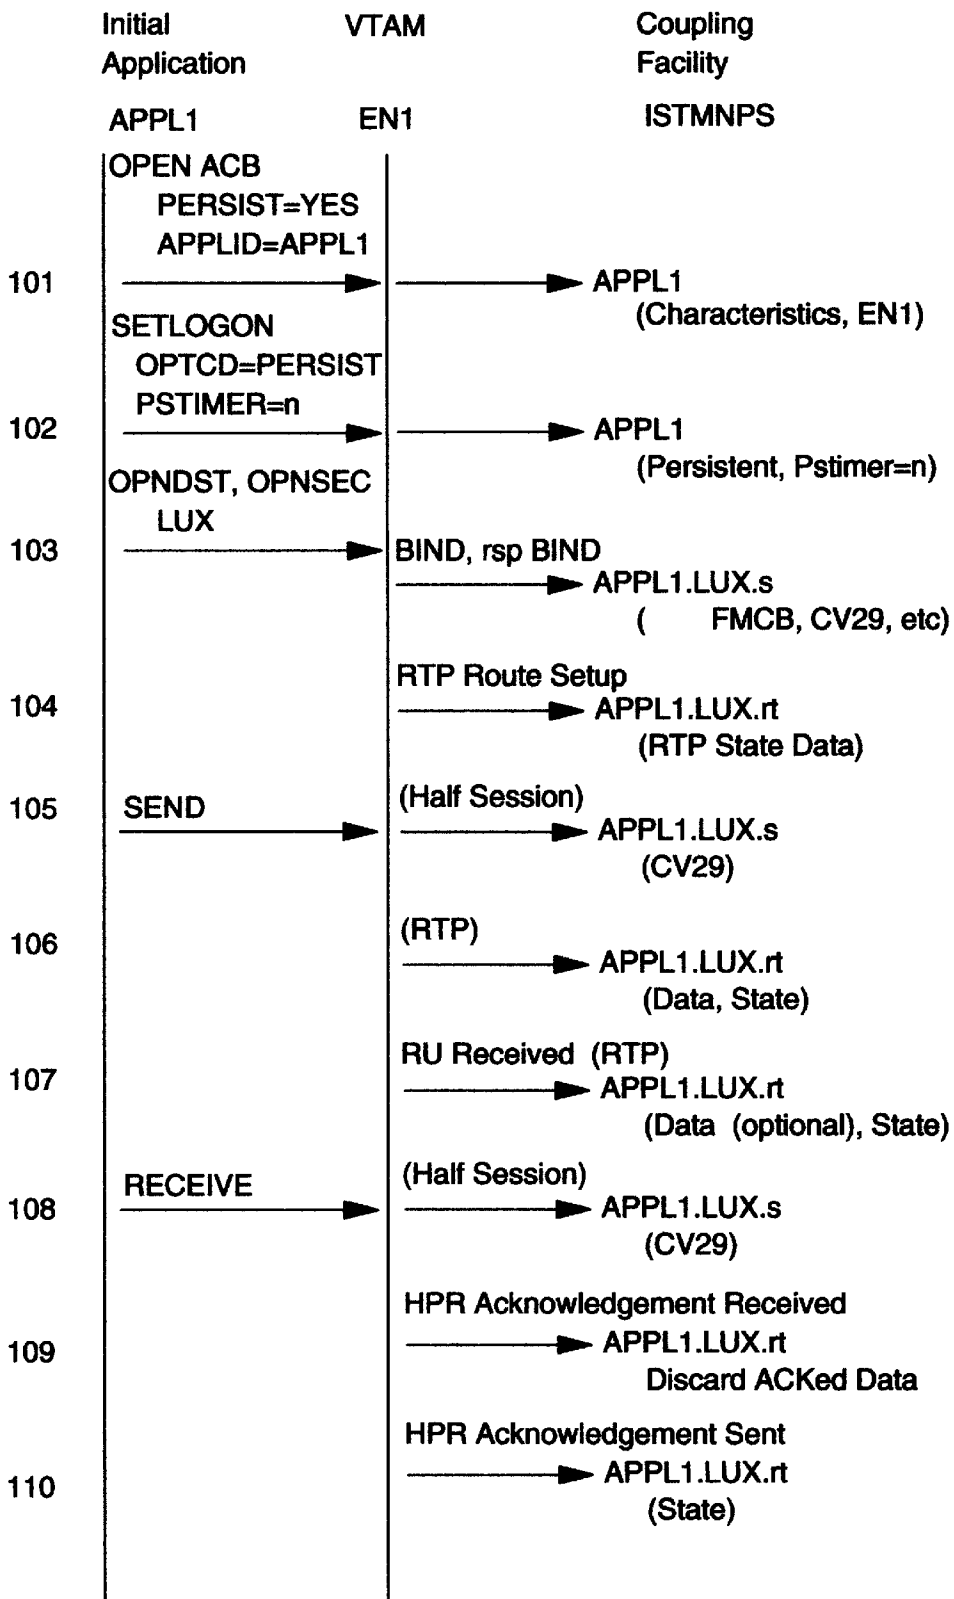 Initial VTAM Coupling
Application Facility
APPL1 EN1 ISTMNPS
OPEN ACB
PERSIST=YES
APPLID=APPL1
101 APPL1
(Characteristics, EN1)
SETLOGON
OPTCD=PERSIST
PSTIMER=n
102 APPL1
(Persistent, Pstimer=n)
OPNDST, OPNSEC
LUX
103 BIND, rsp BIND
APPL1.LUX.s
( FMCB, CV29, etc)
RTP Route Setup
104 APPL1.LUX.rt
(RTP State Data)
105 SEND (Half Session)
APPL1.LUX.s
(CV29)
106 (RTP)
APPL1.LUX.rt
(Data, State)
RU Received (RTP)
107 APPL1.LUX.rt
(Data (optional), State)
RECEIVE (Half Session)
108 APPL1.LUX.s
(CV29)
HPR Acknowledgement Received
109 APPL1.LUX.rt
Discard ACKed Data
HPR Acknowledgement Sent
110 APPL1.LUX.rt
(State)